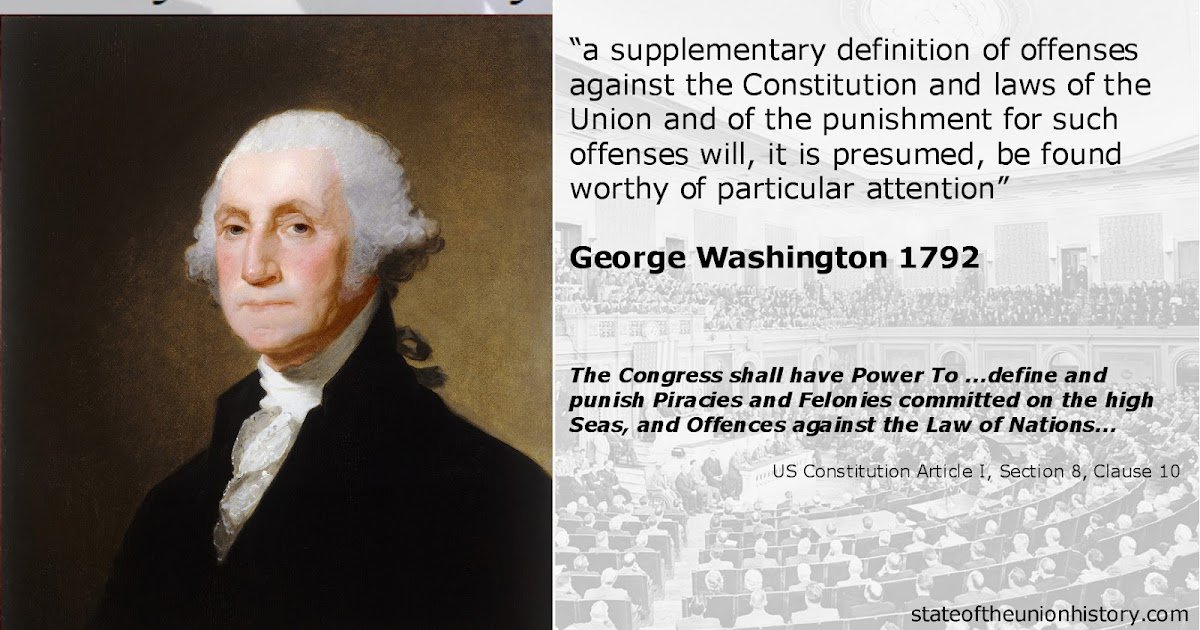 “a supplementary definition of offenses
against the Constitution and laws of the
Union and of the punishment for such
offenses will, it is presumed, be found
worthy of particular attention”
George Washington 1792
The Congress shall have Power To ...define and
punish Piracies and Felonies committed on the high
Seas, and Offences against the Law of Nations...
US Constitution Article I, Section 8, Clause 10
stateoftheunionhistory.com